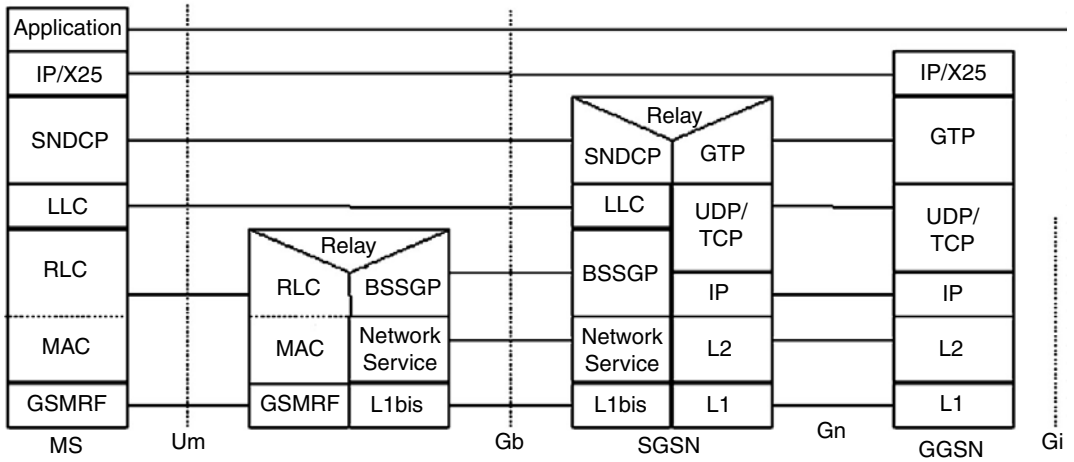 Application
IP/X25
IP/X25
Relay
SNDCP
SNDCP
GTP
GTP
LLC
LLC
UDP/
TCP
UDP/
TCP
Relay
RLC
RLC
BSSGP
BSSGP
IP
IP
MAC
MAC
Network
Service
Network
Service
L2
L2
GSMRF
GSMRF
L1bis
L1bis
L1
L1
MS
Um
Gb
SGSN
Gn
GGSN
Gi